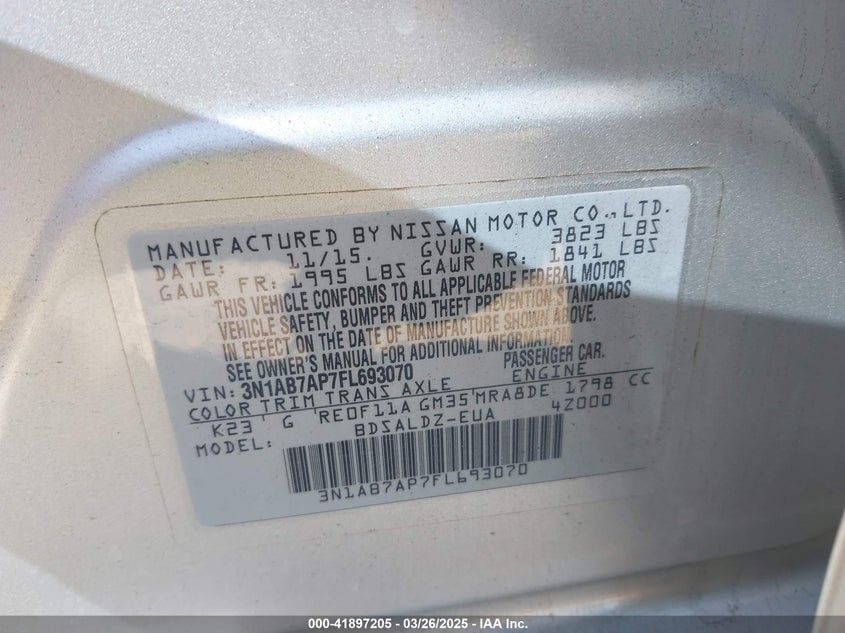 MANUFACTURED BY NISSAN MOTOR CO., LTD.
DATE: 11/15. GVWR: 3823 LBS
GAWR FR: 1995 LBS GAWR RR: 1841 LBS
THIS VEHICLE CONFORMS TO ALL APPLICABLE FEDERAL MOTOR
VEHICLE SAFETY, BUMPER AND THEFT PREVENTION STANDARDS
IN EFFECT ON THE DATE OF MANUFACTURE SHOWN ABOVE.
SEE OWNER'S MANUAL FOR ADDITIONAL INFORMATION.
PASSENGER CAR.
VIN: 3N1AB7AP7FL693070
COLOR TRIM TRANS AXLE ENGINE
K23 G RE0F11A GM35 MRA8DE 1798 CC
MODEL: BDSALDZ-EUA 4Z000
3N1AB7AP7FL693070
000-41897205 - 03/26/2025 - IAA Inc.